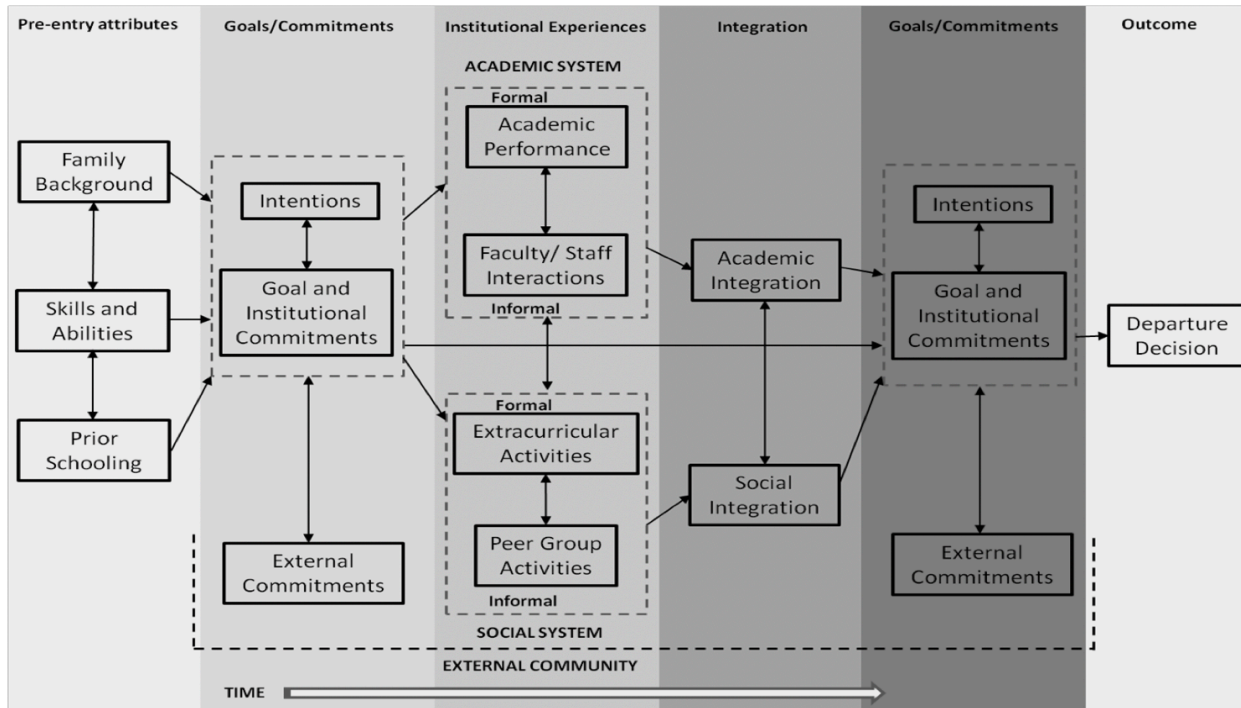 Pre-entry attributes
Goals/Commitments
Institutional Experiences
Integration
Goals/Commitments
Outcome
ACADEMIC SYSTEM
Formal
Academic
Performance
Faculty/ Staff
Interactions
Informal
Family
Background
Skills and
Abilities
Prior
Schooling
Intentions
Goal and
Institutional
Commitments
External
Commitments
Formal
Extracurricular
Activities
Peer Group
Activities
Informal
SOCIAL SYSTEM
Academic
Integration
Social
Integration
Intentions
Goal and
Institutional
Commitments
External
Commitments
Departure
Decision
EXTERNAL COMMUNITY
TIME